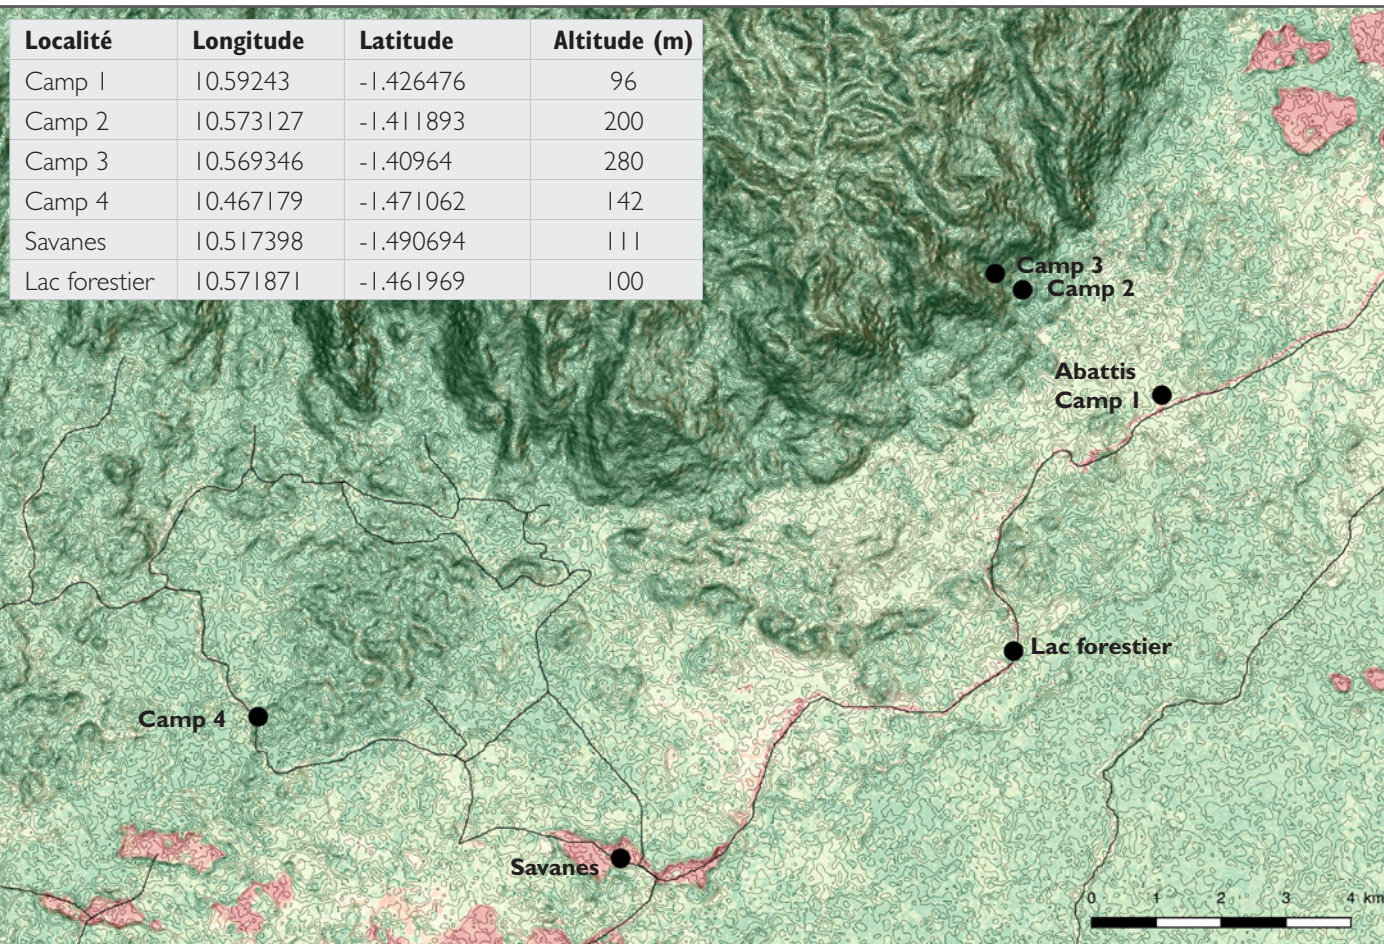 Localité Longitude Latitude Altitude (m)
Camp 1 10.59243 -1.426476 96
Camp 2 10.573127 -1.411893 200
Camp 3 10.569346 -1.40964 280
Camp 4 10.467179 -1.471062 142
Savanes 10.517398 -1.490694 111
Lac forestier 10.571871 -1.461969 100
Camp 3
Camp 2
Abattis
Camp 1
Lac forestier
Camp 4
Savanes
0 1 2 3 4 km